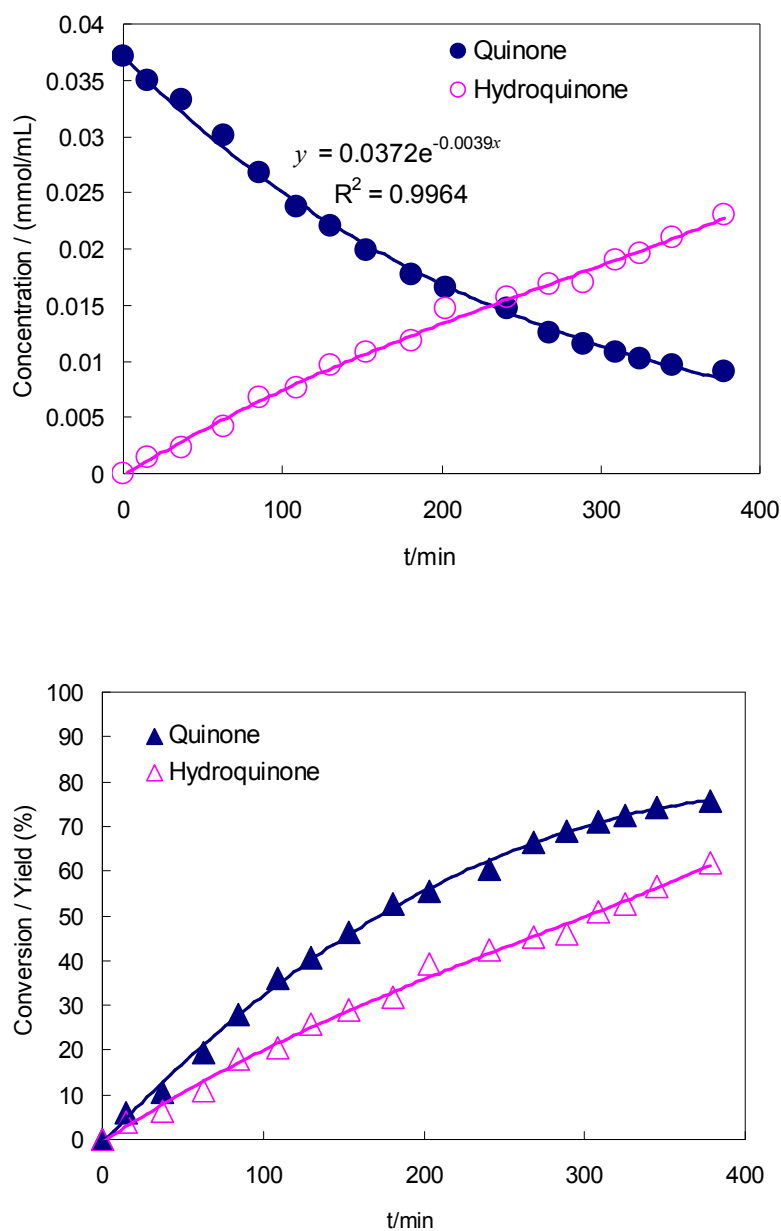 0.04
0.035
0.03
0.025
0.02
0.015
0.01
0.005
0
Concentration / (mmol/mL)
Quinone
Hydroquinone
y = 0.0372e^{-0.0039x}
R² = 0.9964
0 100 200 300 400
t/min
100
90
80
70
60
50
40
30
20
10
0
Conversion / Yield (%)
Quinone
Hydroquinone
0 100 200 300 400
t/min